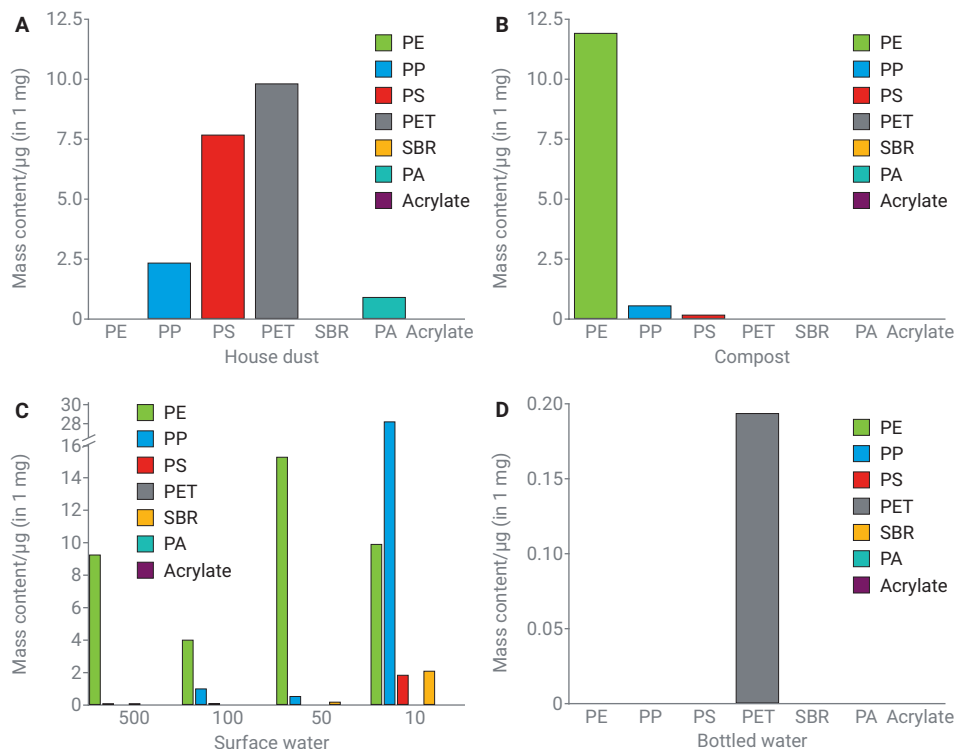 A
Mass content/µg (in 1 mg)
12.5
10.0
7.5
5.0
2.5
0
PE
PP
PS
PET
SBR
PA
Acrylate
PE PP PS PET SBR PA Acrylate
House dust
B
Mass content/µg (in 1 mg)
12.5
10.0
7.5
5.0
2.5
0
PE
PP
PS
PET
SBR
PA
Acrylate
PE PP PS PET SBR PA Acrylate
Compost
C
Mass content/µg (in 1 mg)
30
28
16
14
12
10
8
6
4
2
0
PE
PP
PS
PET
SBR
PA
Acrylate
500 100 50 10
Surface water
D
Mass content/µg (in 1 mg)
0.20
0.15
0.10
0.05
0
PE
PP
PS
PET
SBR
PA
Acrylate
PE PP PS PET SBR PA Acrylate
Bottled water